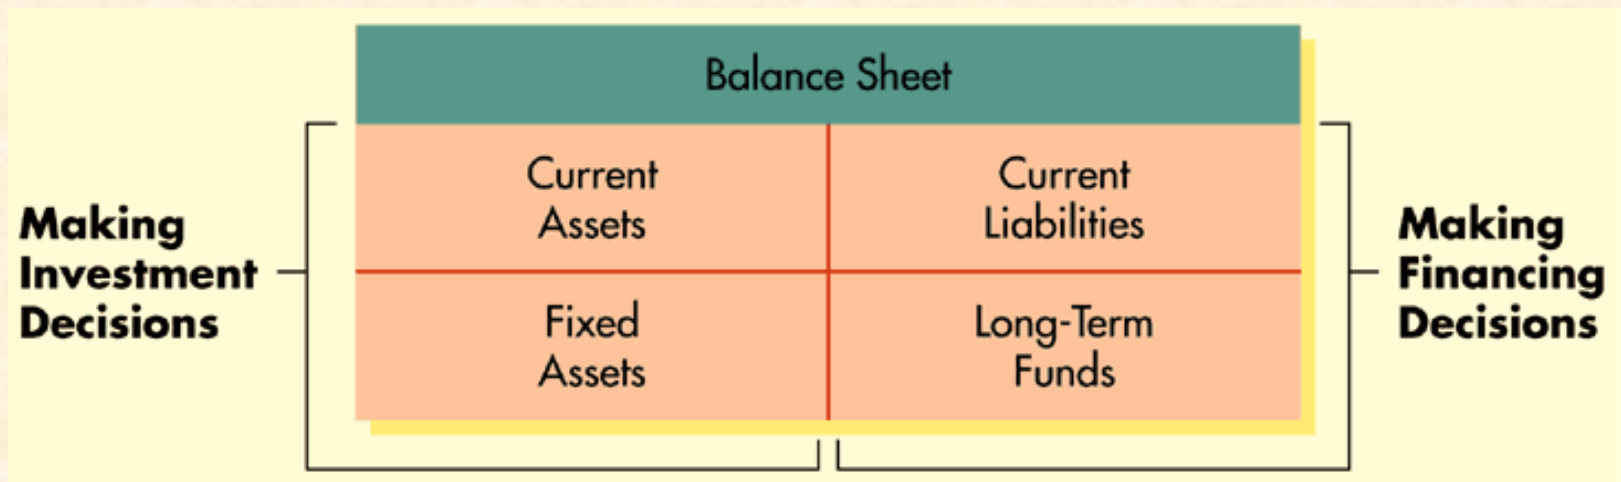 Balance Sheet
Making
Investment
Decisions
Current
Assets
Current
Liabilities
Fixed
Assets
Long-Term
Funds
Making
Financing
Decisions